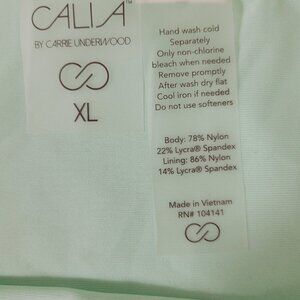 CALIA™
BY CARRIE UNDERWOOD
XL
Hand wash cold
Separately
Only non-chlorine
bleach when needed
Remove promptly
After wash dry flat
Cool iron if needed
Do not use softeners
Body: 78% Nylon
22% Lycra® Spandex
Lining: 86% Nylon
14% Lycra® Spandex
Made in Vietnam
RN# 104141